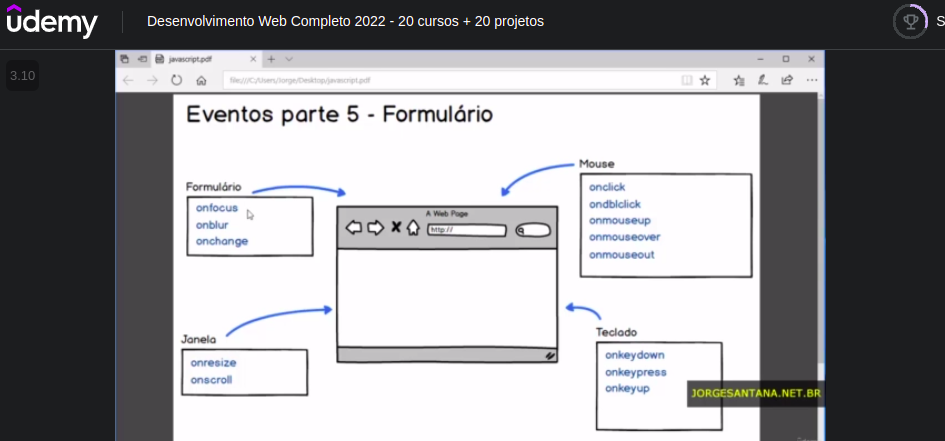 ûdemy
Desenvolvimento Web Completo 2022 - 20 cursos + 20 projetos
S
3.10
javascript.pdf
file:///C:/Users/Jorge/Desktop/javascript.pdf
Eventos parte 5 - Formulário
Formulário
onfocus
onblur
onchange
Mouse
onclick
ondblclick
onmouseup
onmouseover
onmouseout
A Web Page
http://
Janela
onresize
onscroll
Teclado
onkeydown
onkeypress
onkeyup
JORGESANTANA.NET.BR